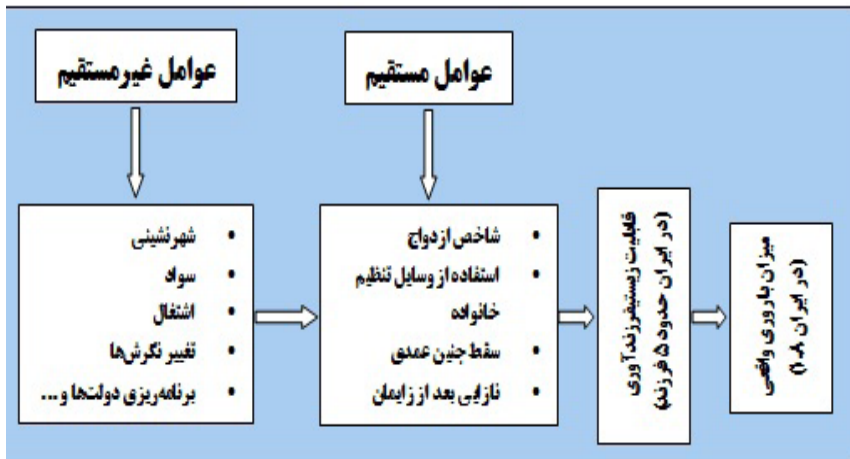 عوامل مستقیم
عوامل غیرمستقیم
شاخص ازدواج
استفاده از وسایل تنظیم
خانواده
سقط جنین عمدی
نازایی بعد از زایمان
شهرنشینی
سواد
اشتغال
تغییر نگرش‌ها
برنامه‌ریزی دولت‌ها و ...
قابلیت زیستیفرزندآوری
(در ایران حدود ۵ فرزند)
میزان باروری واقعی
(در ایران ۱.۸)